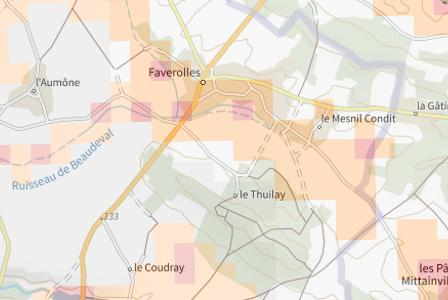 Faverolles
l'Aumône
la Gâti
le Mesnil Condit
Ruisseau de Beaudeval
le Thuilay
133
le Coudray
les Pâ
Mittainvil